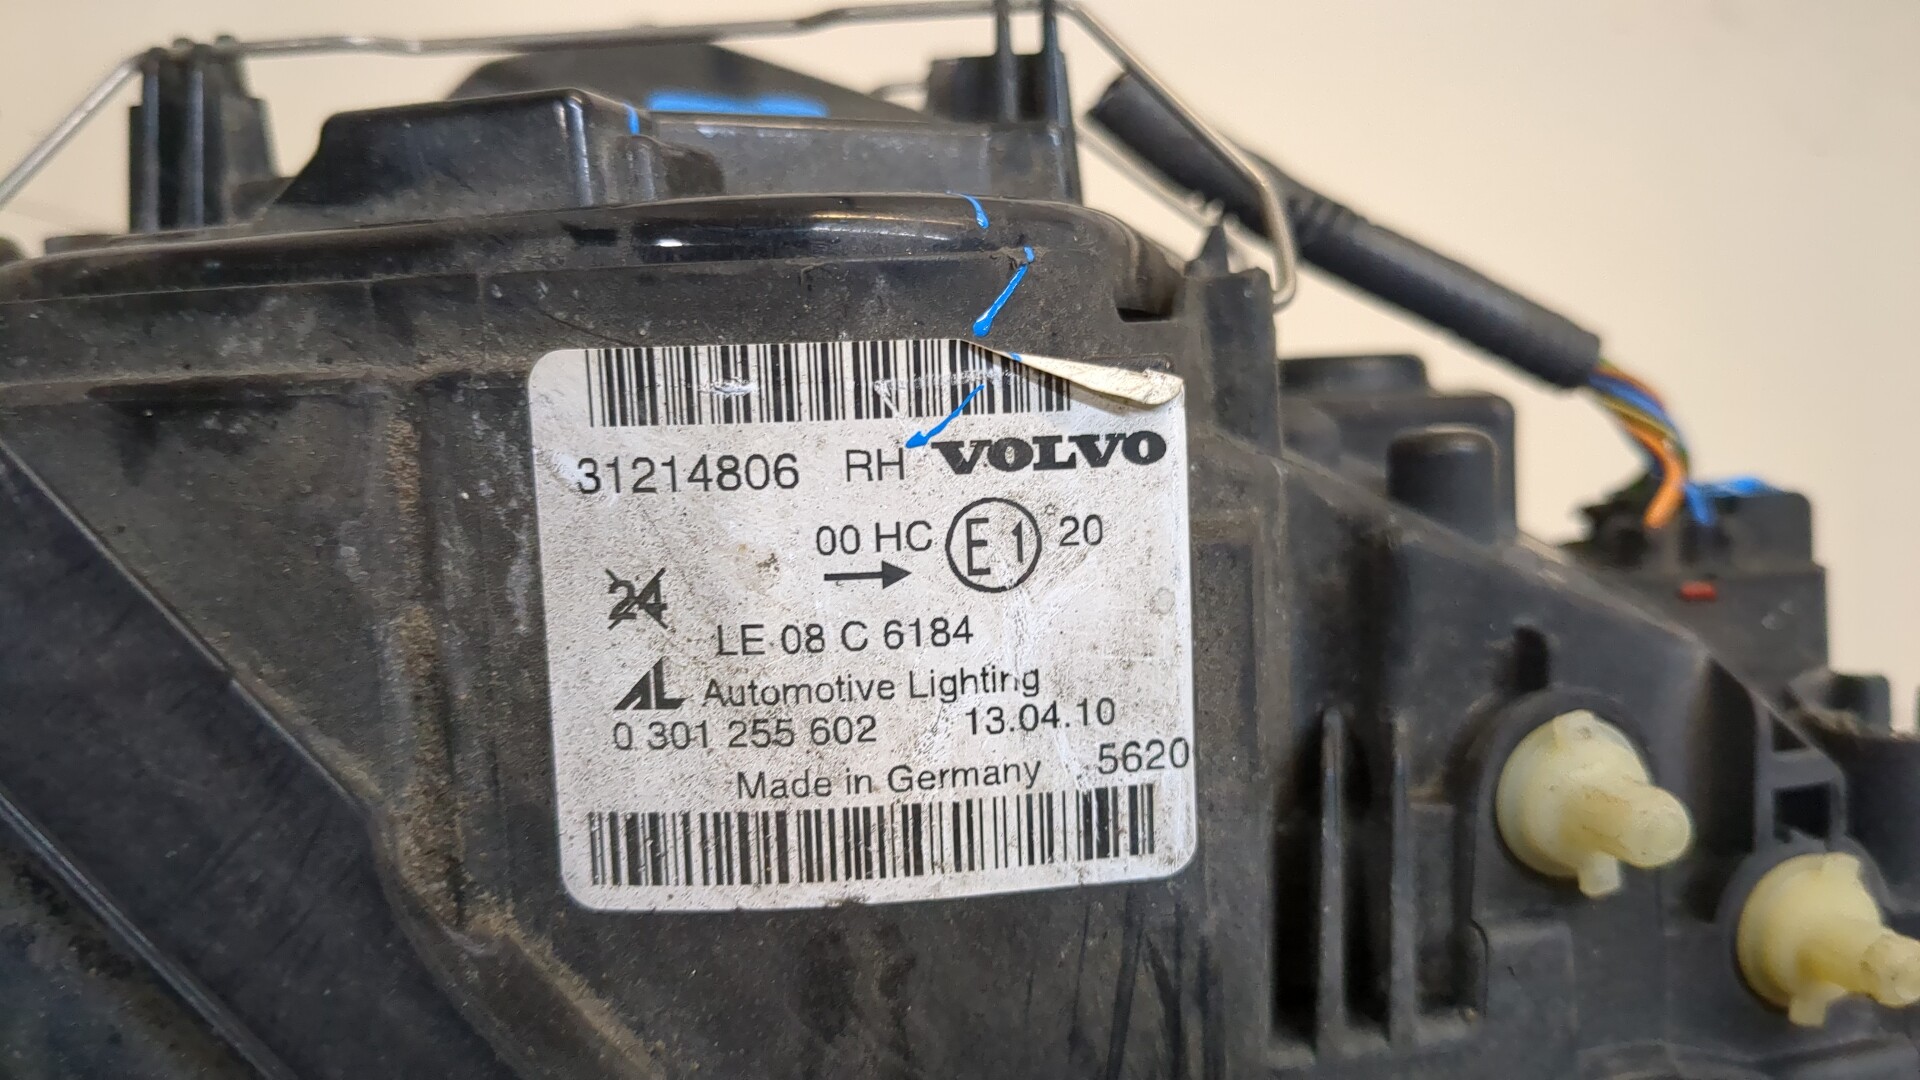 31214806 RH VOLVO
00 HC E1 20
24
LE 08 C 6184
AL Automotive Lighting
0 301 255 602 13.04.10
Made in Germany 5620